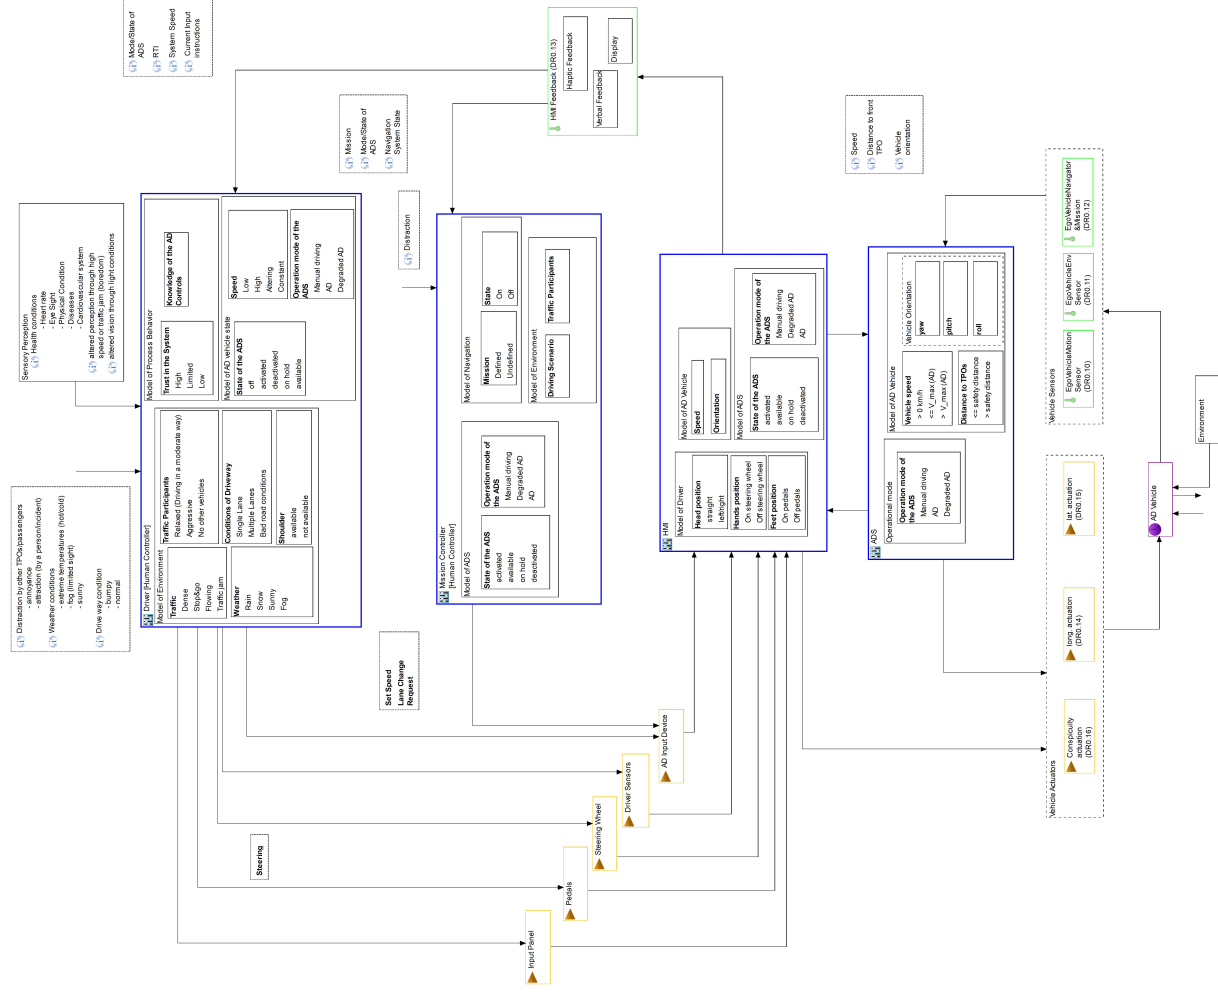 Distraction by other TPOs/passengers
- annoyance
- attraction (by a person/incident)
Weather conditions
- extreme temperatures (hot/cold)
- fog (limited sight)
- sunny
Drive way condition
- bumpy
- normal
Sensory Perception
Health conditions
- Heart rate
- Eye Sight
- Physical Condition
- Diseases
- Cardiovascular system
altered perception through high
speed or traffic jam (boredom)
altered vision through light conditions
Mode/State of
ADS
RTI
System Speed
Current Input
instructions
Driver [Human Controller]
Model of Environment
Traffic
Dense
Stop&go
Flowing
Traffic jam
Weather
Rain
Snow
Sunny
Fog
Traffic Participants
Relaxed (Driving in a moderate way)
Aggressive
No other vehicles
Conditions of Driveway
Single Lane
Multiple Lanes
Bad road conditions
Shoulder
available
not available
Model of Process Behavior
Trust in the System
High
Limited
Low
Knowledge of the AD
Controls
Model of AD vehicle state
State of the ADS
off
activated
deactivated
on hold
available
Speed
Low
High
Altering
Constant
Operation mode of the
ADS
Manual driving
AD
Degraded AD
Steering
Set Speed
Lane Change
Request
Distraction
Mission
Mode/State of
ADS
Navigation
System State
Mission Controller
[Human Controller]
Model of ADS
State of the ADS
activated
available
on hold
deactivated
Operation mode of
the ADS
Manual driving
Degraded AD
AD
Model of Navigation
Mission
Defined
Undefined
State
On
Off
Model of Environment
Driving Scenario
Traffic Participants
HMI Feedback (DR0.13)
Verbal Feedback
Haptic Feedback
Display
Input Panel
Pedals
Steering Wheel
Driver Sensors
AD Input Device
HMI
Model of Driver
Head position
straight
left/right
Hands position
On steering wheel
Off steering wheel
Feet position
On pedals
Off pedals
Model of AD Vehicle
Speed
Orientation
Model of ADS
State of the ADS
activated
available
on hold
deactivated
Operation mode of
the ADS
Manual driving
Degraded AD
AD
Speed
Distance to front
TPO
Vehicle
orientation
ADS
Operational mode
Operation mode of
the ADS
Manual driving
AD
Degraded AD
Model of AD Vehicle
Vehicle speed
> 0 km/h
<= V_max (AD)
> V_max (AD)
Distance to TPOs
<= safety distance
> safety distance
Vehicle Orientation
yaw
pitch
roll
Vehicle Actuators
Conspicuity
actuation
(DR0.16)
long. actuation
(DR0.14)
lat. actuation
(DR0.15)
Vehicle Sensors
EgoVehicleMotion
Sensor
(DR0.10)
EgoVehicleEnv
Sensor
(DR0.11)
EgoVehicleNavigator
&Mission
(DR0.12)
AD Vehicle
Environment